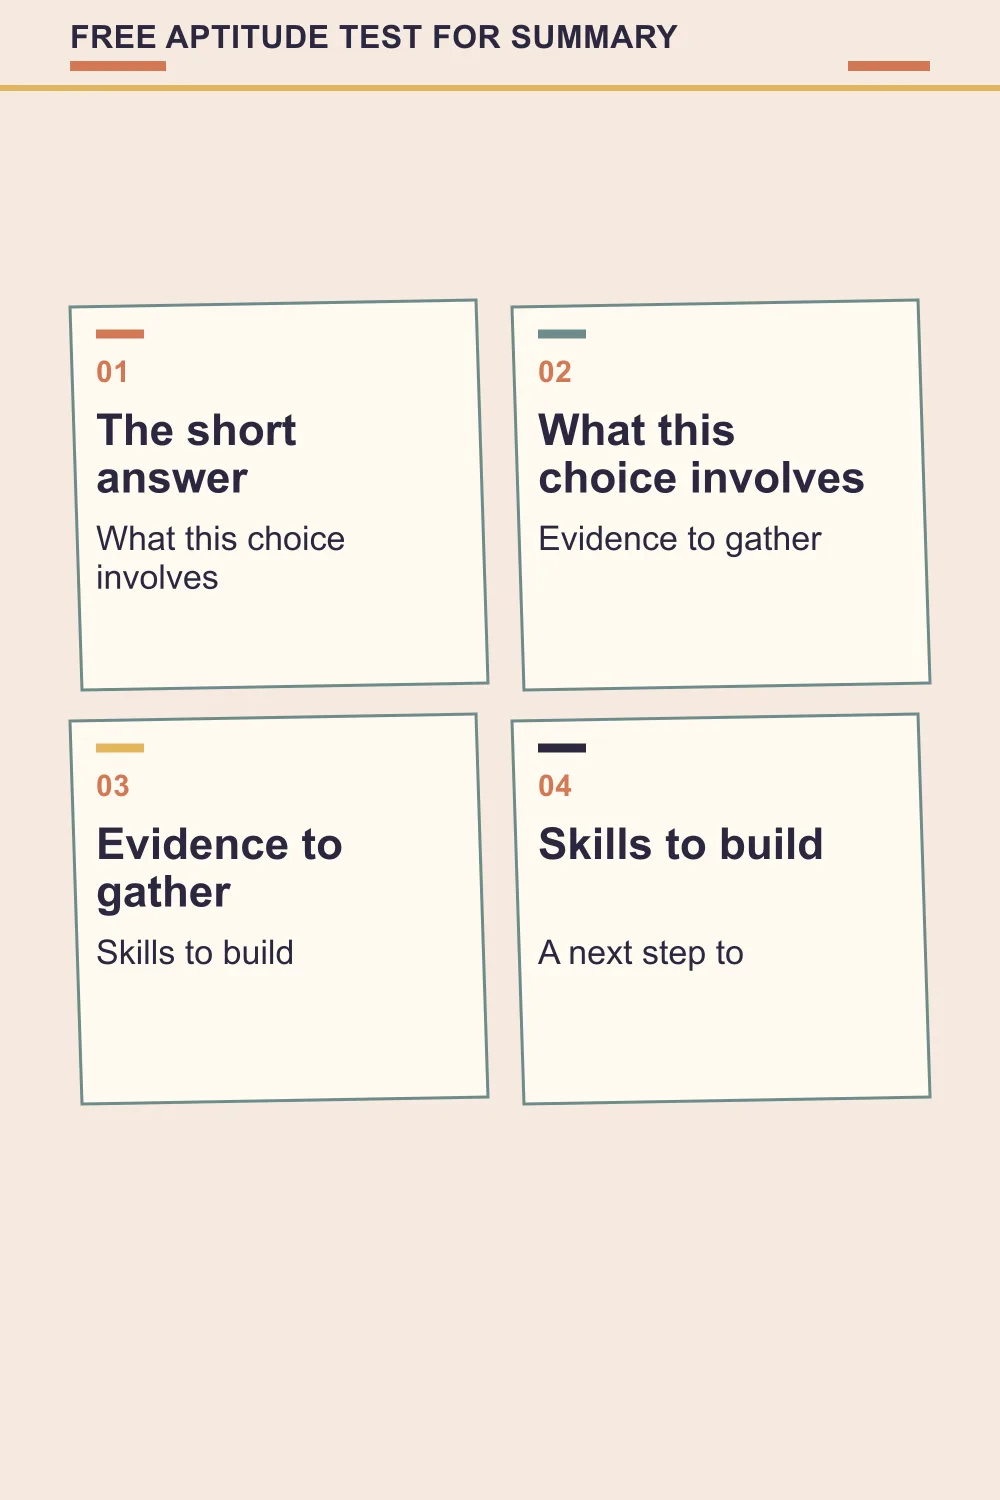 FREE APTITUDE TEST FOR SUMMARY
01
The short
answer
What this choice
involves
02
What this
choice involves
Evidence to gather
03
Evidence to
gather
Skills to build
04
Skills to build
A next step to